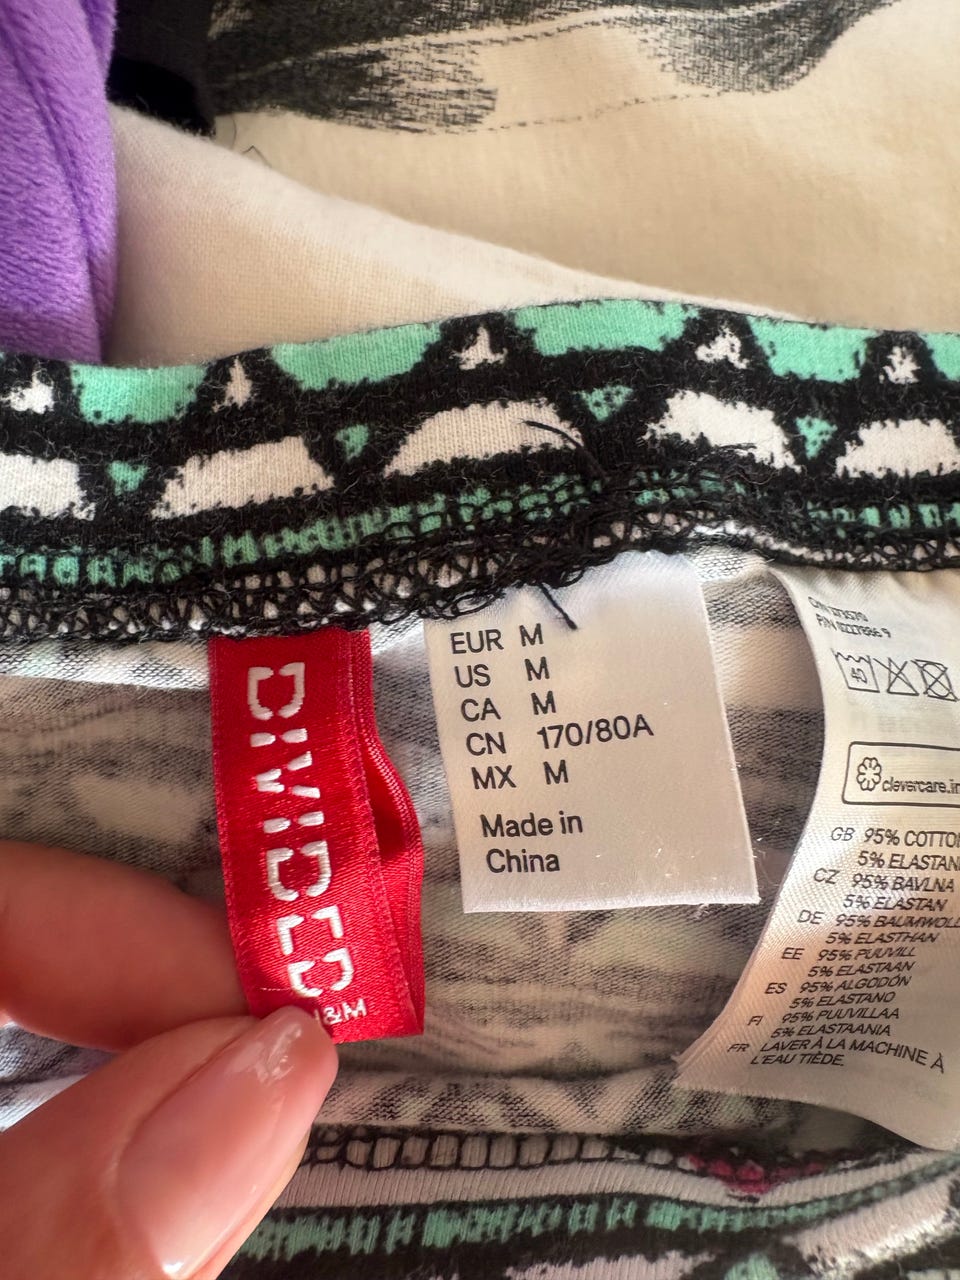 DIVIDED
H&M
EUR M
US M
CA M
CN 170/80A
MX M
Made in
China
40
clevercare.in
GB 95% COTTO
5% ELASTAN
CZ 95% BAVLNA
5% ELASTAN
DE 95% BAUMWOLL
5% ELASTHAN
EE 95% PUUVILL
5% ELASTAAN
ES 95% ALGODÓN
5% ELASTANO
FI 95% PUUVILLAA
5% ELASTAANIA
FR LAVER À LA MACHINE À
L'EAU TIÈDE.